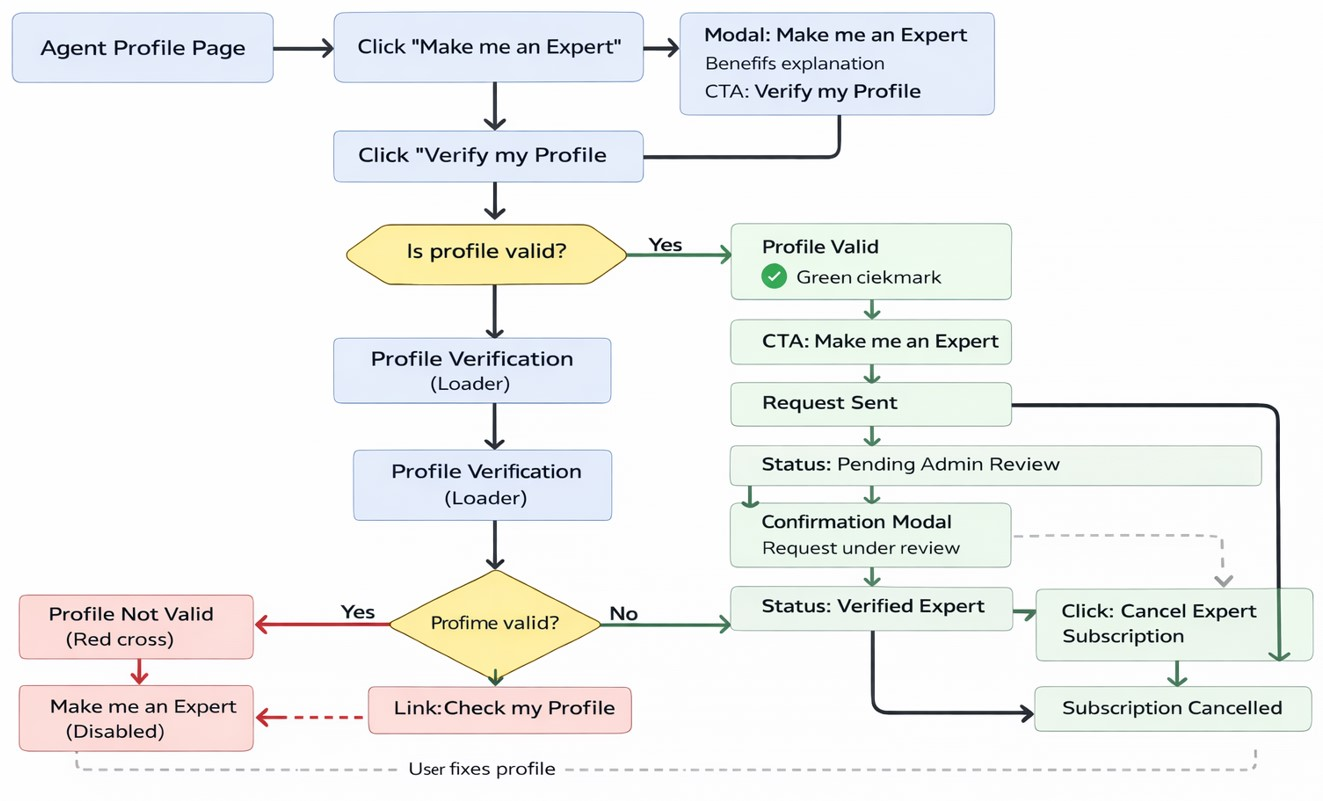 Agent Profile Page
Click "Make me an Expert"
Modal: Make me an Expert
Benefifs explanation
CTA: Verify my Profile
Click "Verify my Profile
Is profile valid?
Yes
Profile Valid
Green ciekmark
CTA: Make me an Expert
Profile Verification
(Loader)
Request Sent
Profile Verification
(Loader)
Status: Pending Admin Review
Confirmation Modal
Request under review
Profile Not Valid
(Red cross)
Yes
Profime valid?
No
Status: Verified Expert
Click: Cancel Expert
Subscription
Make me an Expert
(Disabled)
Link:Check my Profile
Subscription Cancelled
User fixes profile